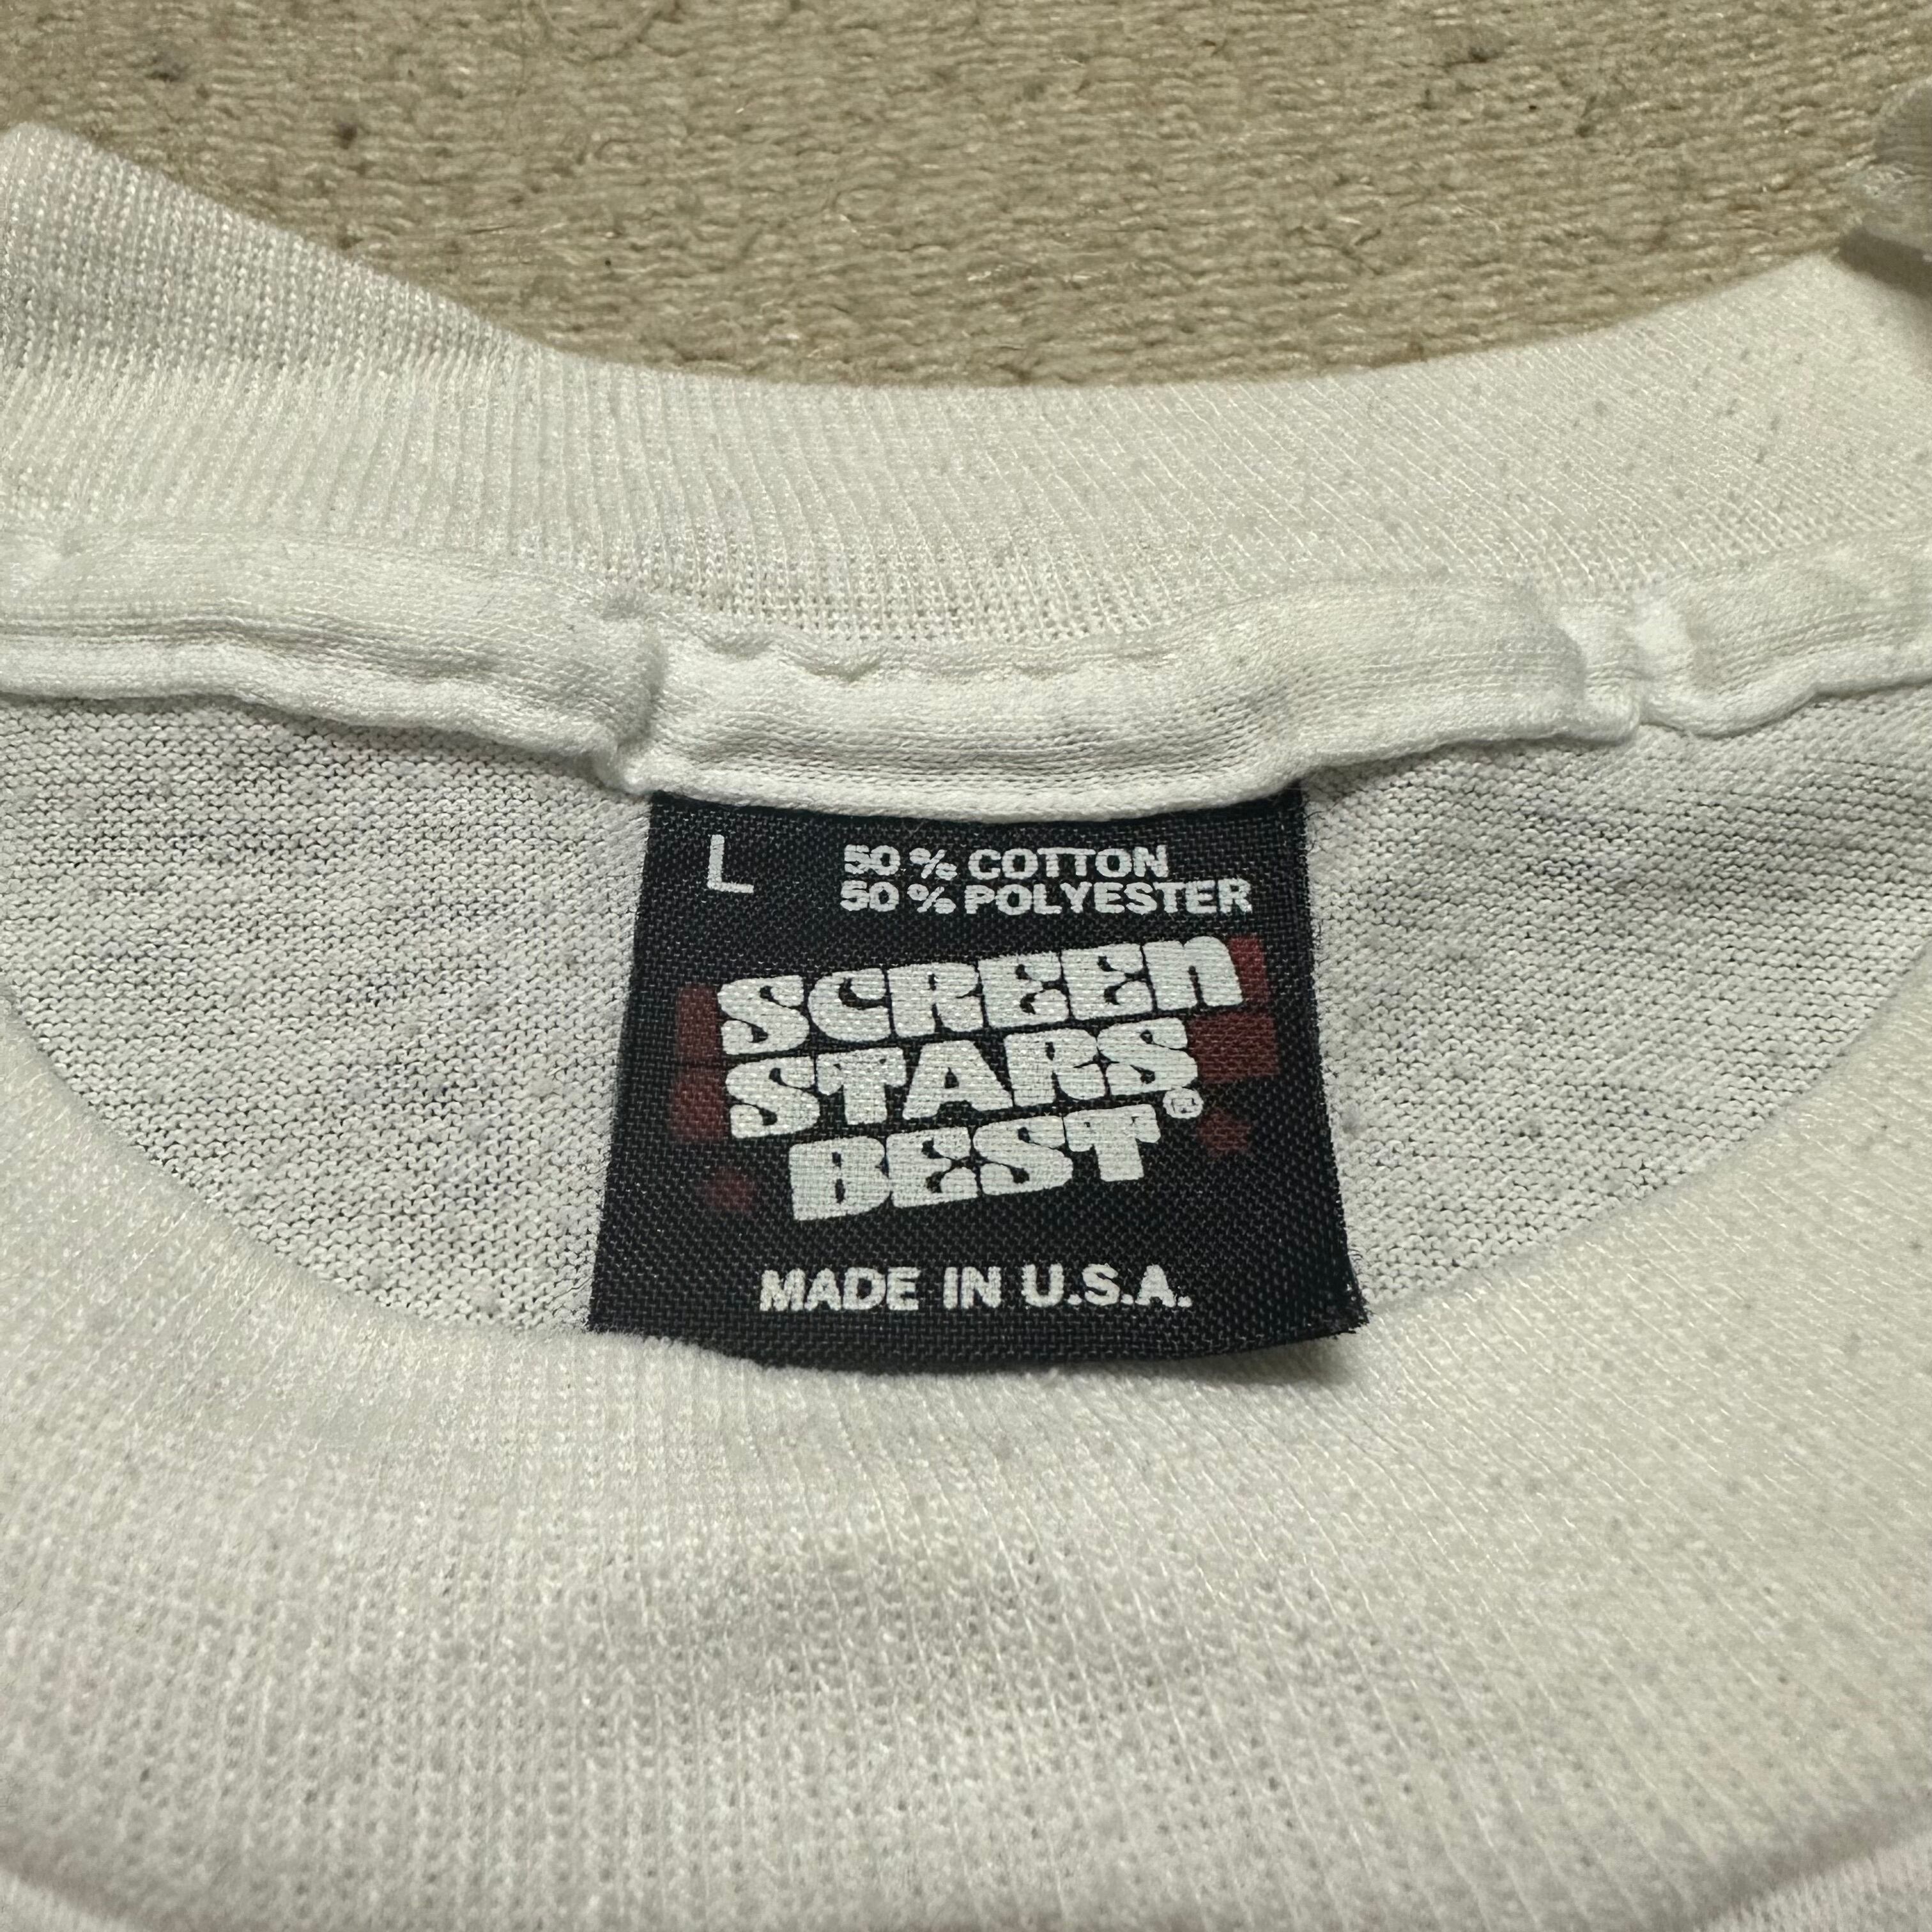 L
50 % COTTON
50 % POLYESTER
SCREEn
STARS
BEST®
MADE IN U.S.A.